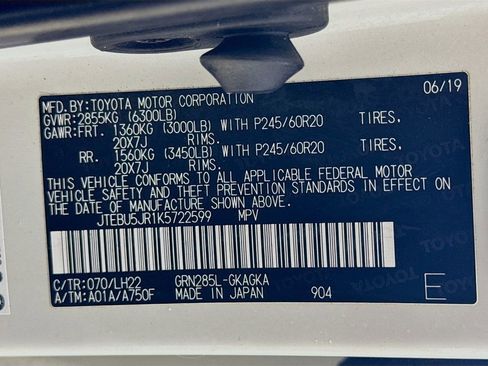 MFD.BY:TOYOTA MOTOR CORPORATION 06/19
GVWR:2855KG (6300LB)
GAWR:FRT. 1360KG (3000LB) WITH P245/60R20 TIRES,
20X7J RIMS.
RR. 1560KG (3450LB) WITH P245/60R20 TIRES,
20X7J RIMS.
THIS VEHICLE CONFORMS TO ALL APPLICABLE FEDERAL MOTOR
VEHICLE SAFETY AND THEFT PREVENTION STANDARDS IN EFFECT ON
THE DATE OF MANUFACTURE SHOWN ABOVE.
JTEBU5JR1K5722599 MPV
C/TR:070/LH22 GRN285L-GKAGKA
A/TM:A01A/A750F MADE IN JAPAN 904 E